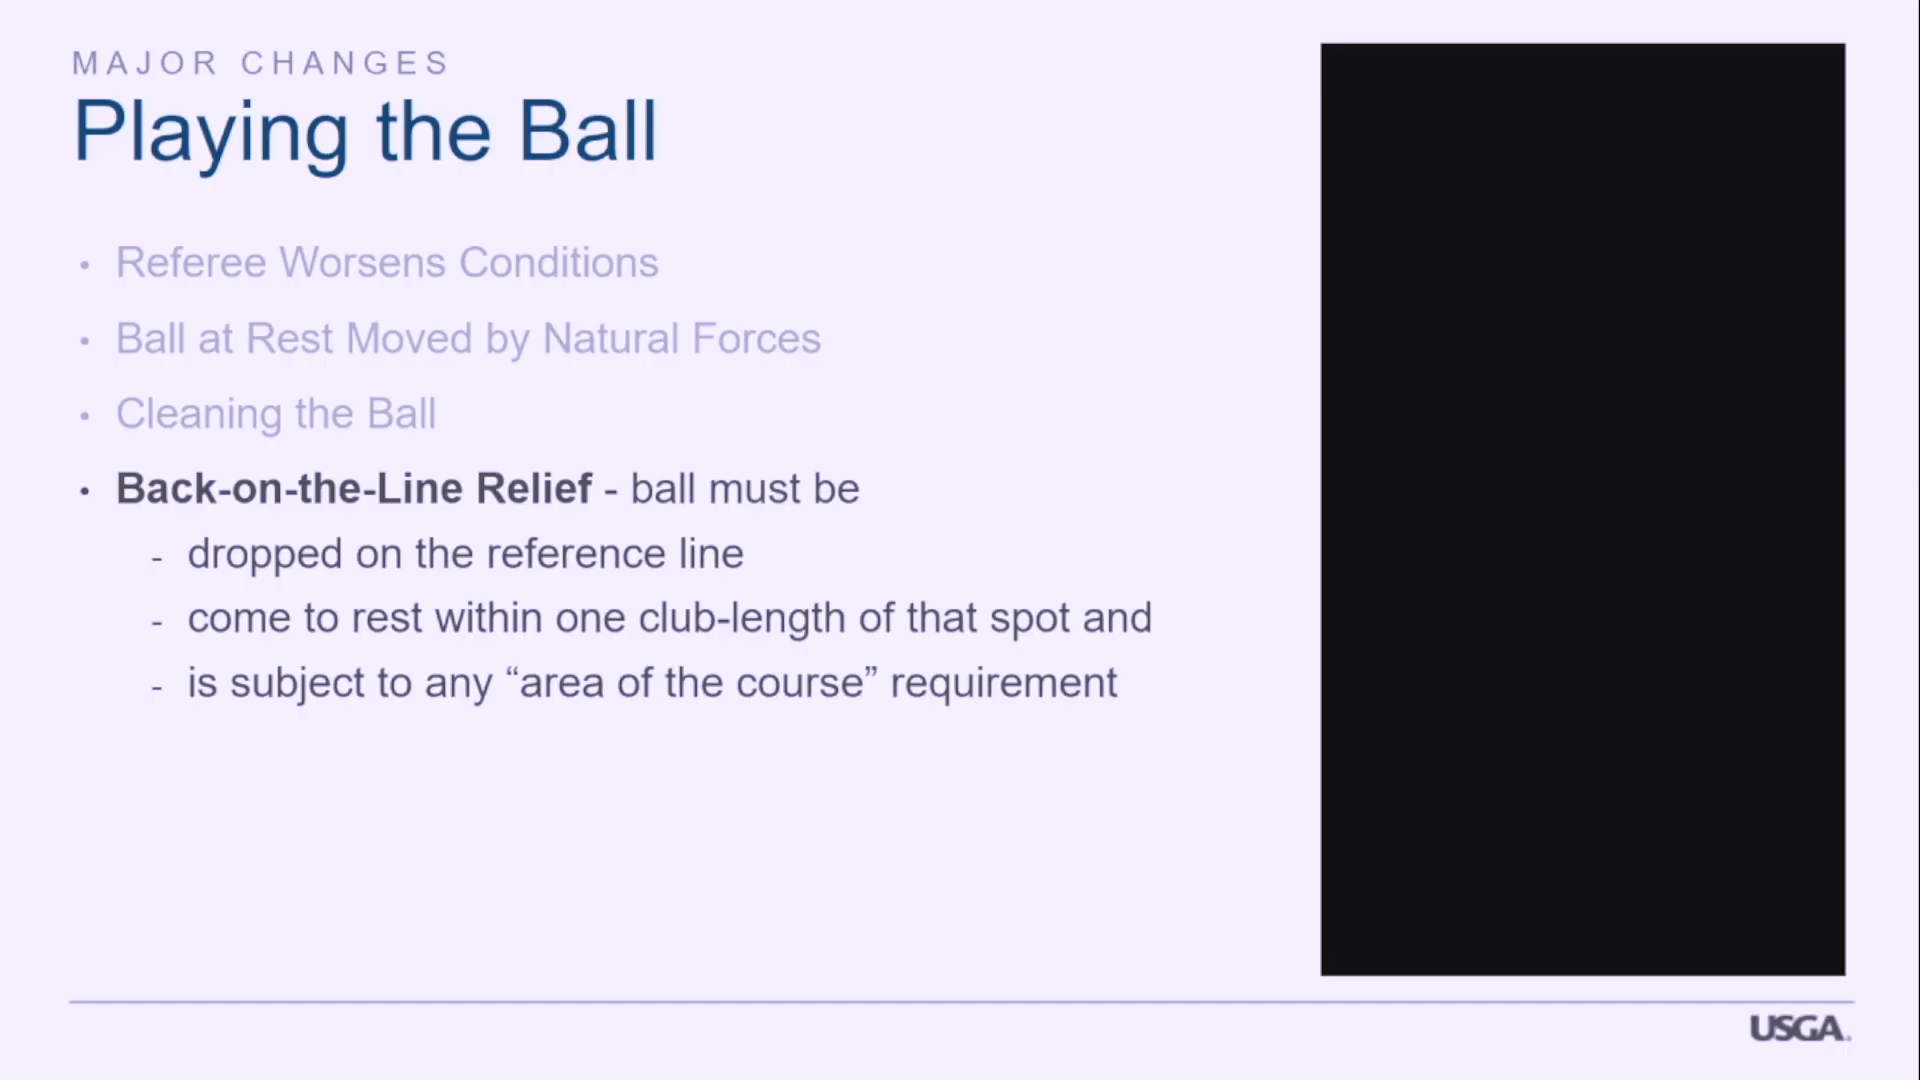 MAJOR CHANGES
Playing the Ball
• Referee Worsens Conditions
• Ball at Rest Moved by Natural Forces
• Cleaning the Ball
• Back-on-the-Line Relief - ball must be
- dropped on the reference line
- come to rest within one club-length of that spot and
- is subject to any “area of the course” requirement
USGA.